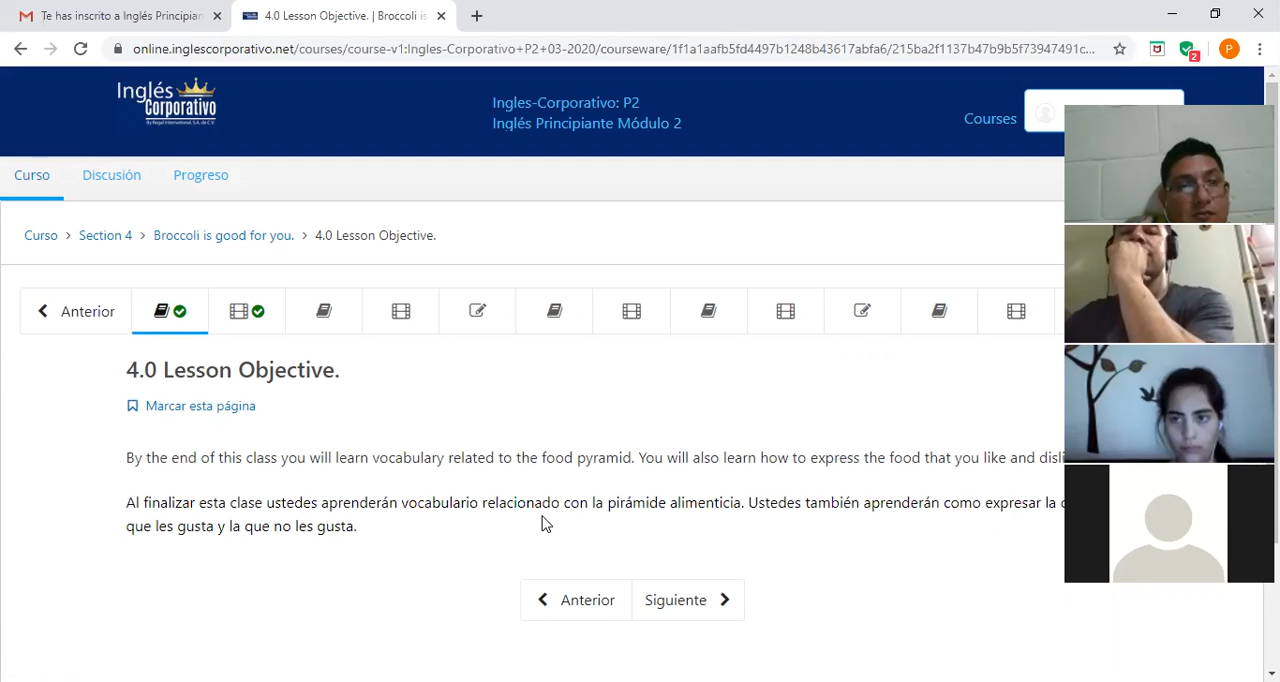 Te has inscrito a Inglés Principian
4.0 Lesson Objective. | Broccoli is
online.inglescorporativo.net/courses/course-v1:Ingles-Corporativo+P2+03-2020/courseware/1f1a1aafb5fd4497b1248b43617abfa6/215ba2f1137b47b9b5f73947491c...
2
P
Inglés
Corporativo
By Regal International, S.A. de C.V.
Ingles-Corporativo: P2
Inglés Principiante Módulo 2
Courses
Curso Discusión Progreso
Curso > Section 4 > Broccoli is good for you. > 4.0 Lesson Objective.
Anterior
4.0 Lesson Objective.
Marcar esta página
By the end of this class you will learn vocabulary related to the food pyramid. You will also learn how to express the food that you like and disli
Al finalizar esta clase ustedes aprenderán vocabulario relacionado con la pirámide alimenticia. Ustedes también aprenderán como expresar la
que les gusta y la que no les gusta.
Anterior Siguiente